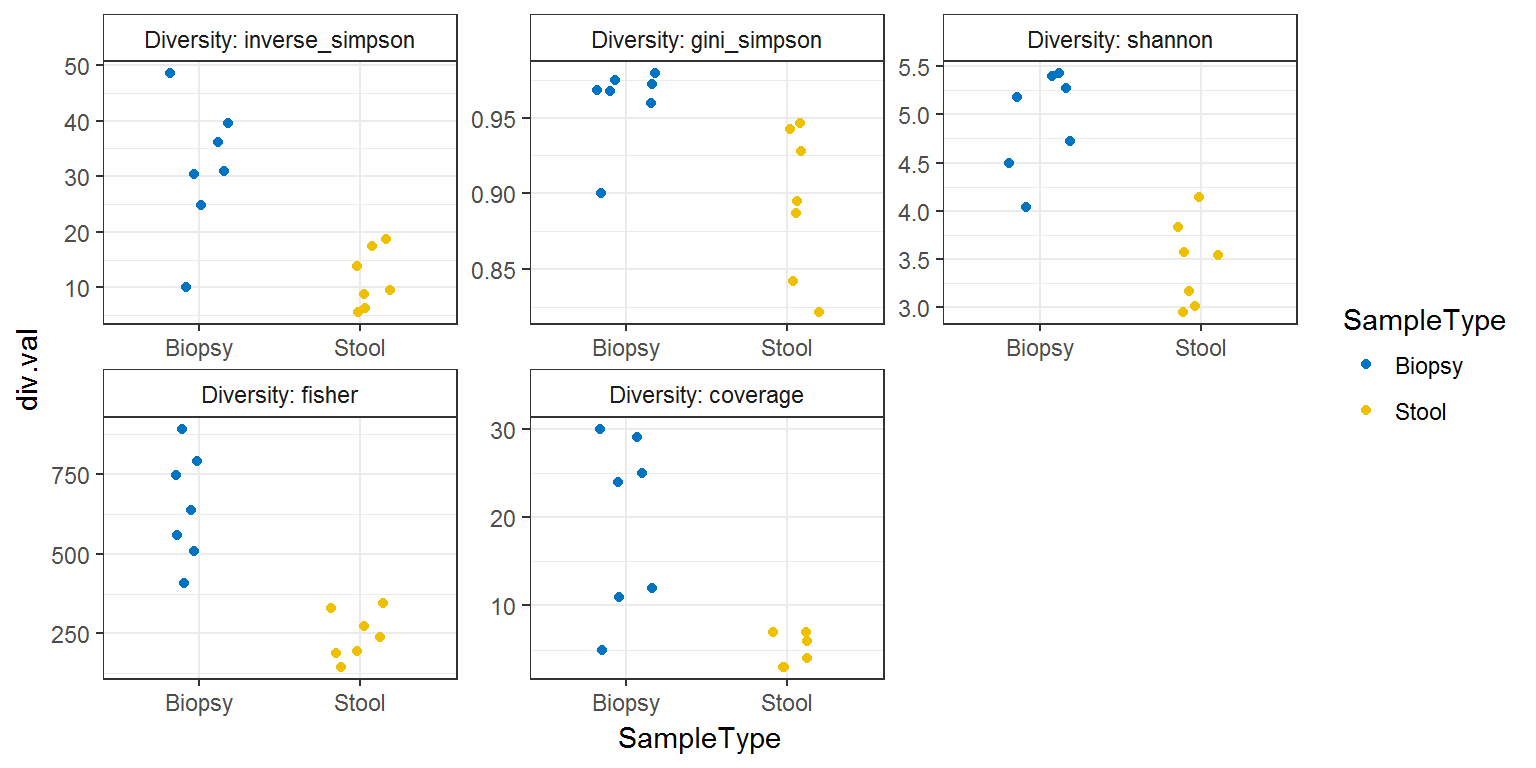 Diversity: inverse_simpson
Diversity: gini_simpson
Diversity: shannon
50
40
30
20
10
0.95
0.90
0.85
5.5
5.0
4.5
4.0
3.5
3.0
Biopsy
Stool
Biopsy
Stool
Biopsy
Stool
div.val
Diversity: fisher
Diversity: coverage
750
500
250
30
20
10
Biopsy
Stool
Biopsy
Stool
SampleType
SampleType
Biopsy
Stool